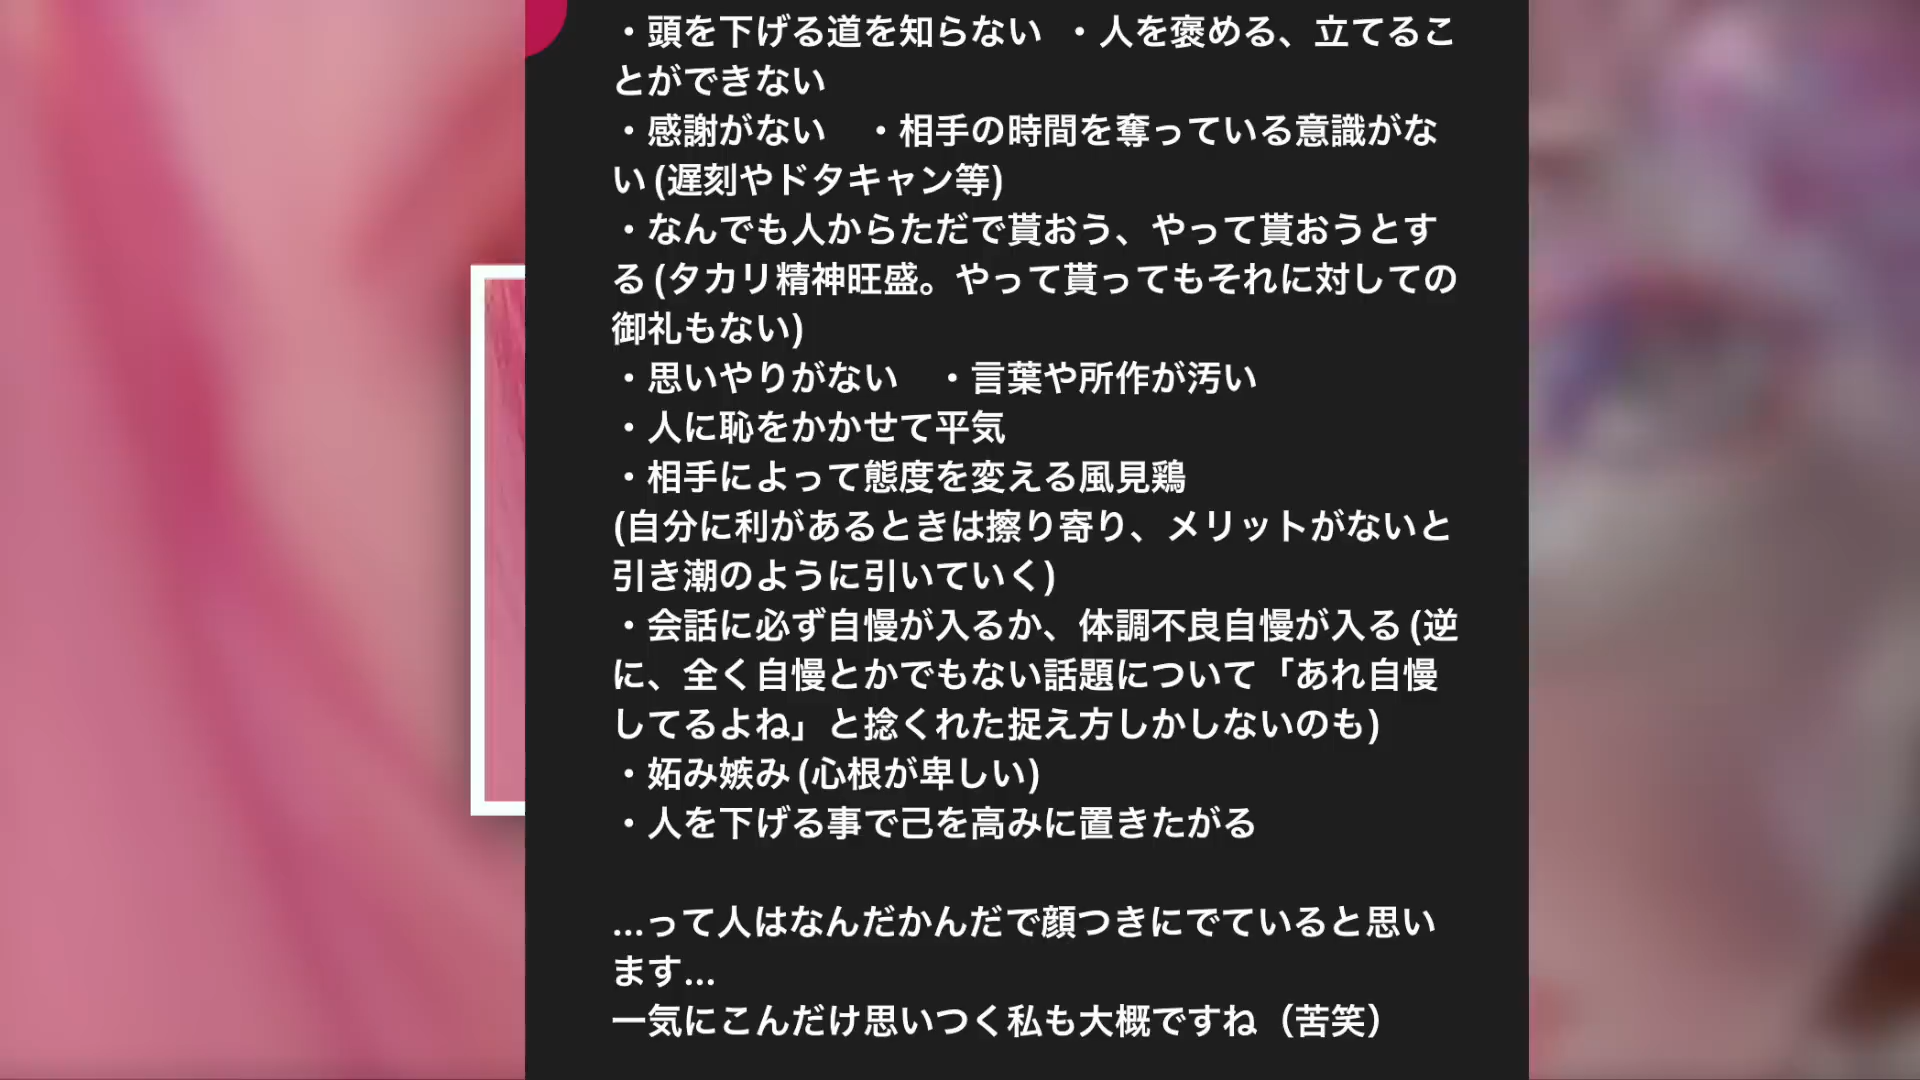 ・頭を下げる道を知らない ・人を褒める、立てるこ
とができない
・感謝がない　・相手の時間を奪っている意識がな
い(遅刻やドタキャン等)
・なんでも人からただで貰おう、やって貰おうとす
る(タカリ精神旺盛。やって貰ってもそれに対しての
御礼もない)
・思いやりがない　・言葉や所作が汚い
・人に恥をかかせて平気
・相手によって態度を変える風見鶏
(自分に利があるときは擦り寄り、メリットがないと
引き潮のように引いていく)
・会話に必ず自慢が入るか、体調不良自慢が入る(逆
に、全く自慢とかでもない話題について「あれ自慢
してるよね」と捻くれた捉え方しかしないのも)
・妬み嫉み(心根が卑しい)
・人を下げる事で己を高みに置きたがる
...って人はなんだかんだで顔つきにでていると思い
ます...
一気にこんだけ思いつく私も大概ですね（苦笑）